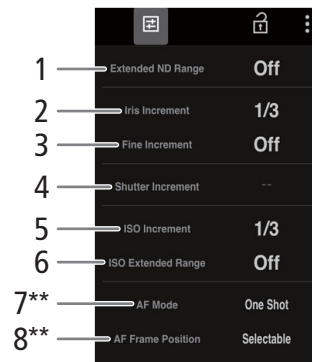 1 Extended ND Range Off
2 Iris Increment 1/3
3 Fine Increment Off
4 Shutter Increment --
5 ISO Increment 1/3
6 ISO Extended Range Off
7** AF Mode One Shot
8** AF Frame Position Selectable